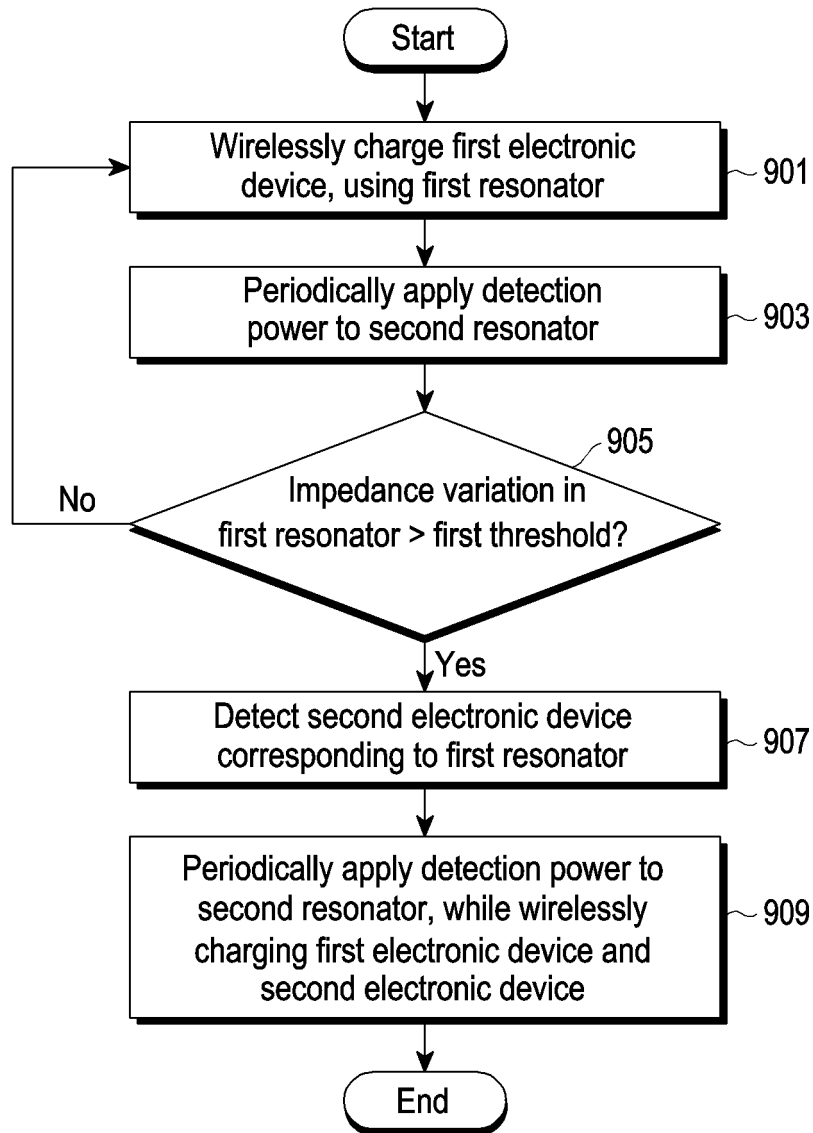 Start
Wirelessly charge first electronic
device, using first resonator
901
Periodically apply detection
power to second resonator
903
905
Impedance variation in
first resonator > first threshold?
No
Yes
Detect second electronic device
corresponding to first resonator
907
Periodically apply detection power to
second resonator, while wirelessly
charging first electronic device and
second electronic device
909
End